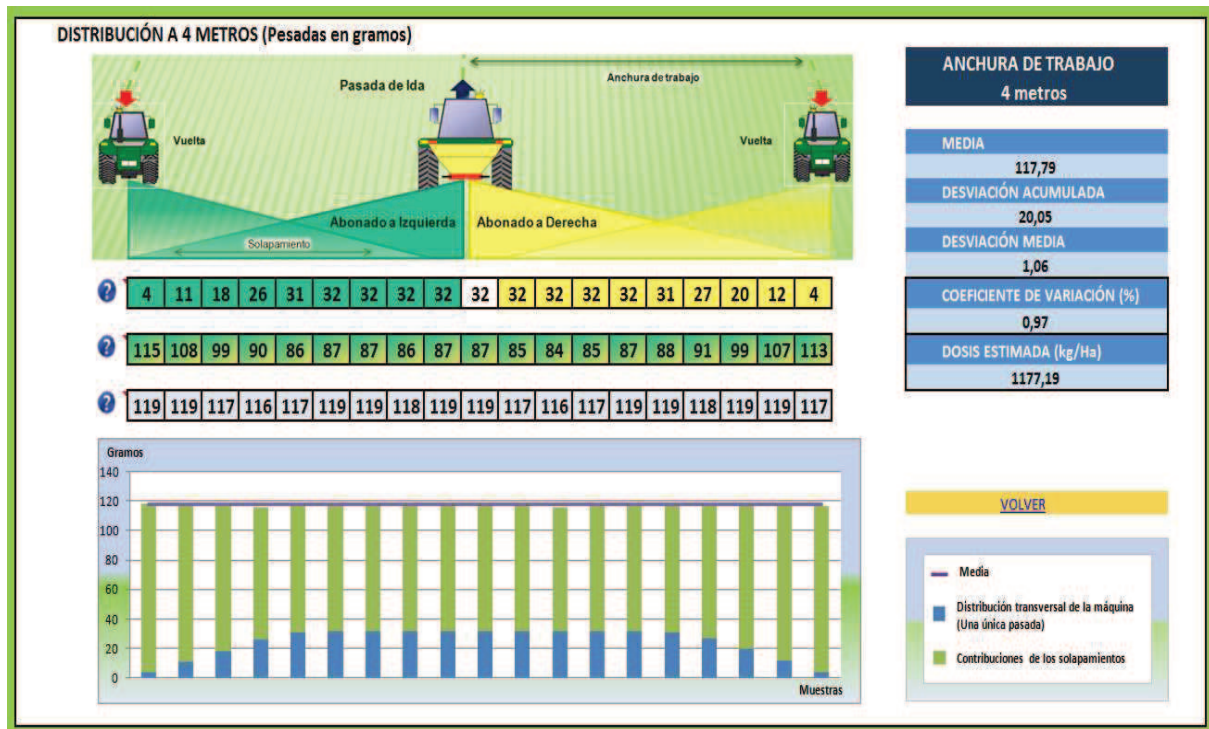 DISTRIBUCIÓN A 4 METROS (Pesadas en gramos)
Pasada de Ida
Anchura de trabajo
Vuelta
Vuelta
Abonado a Izquierda
Abonado a Derecha
Solapamiento
? 4 11 18 26 31 32 32 32 32 32 32 32 32 32 31 27 20 12 4
? 115 108 99 90 86 87 87 86 87 87 85 84 85 87 88 91 99 107 113
? 119 119 117 116 117 119 119 118 119 119 117 116 117 119 119 118 119 119 117
Gramos
140
120
100
80
60
40
20
0
Muestras
ANCHURA DE TRABAJO
4 metros
MEDIA
117,79
DESVIACIÓN ACUMULADA
20,05
DESVIACIÓN MEDIA
1,06
COEFICIENTE DE VARIACIÓN (%)
0,97
DOSIS ESTIMADA (kg/Ha)
1177,19
VOLVER
Media
Distribución transversal de la máquina
(Una única pasada)
Contribuciones de los solapamientos